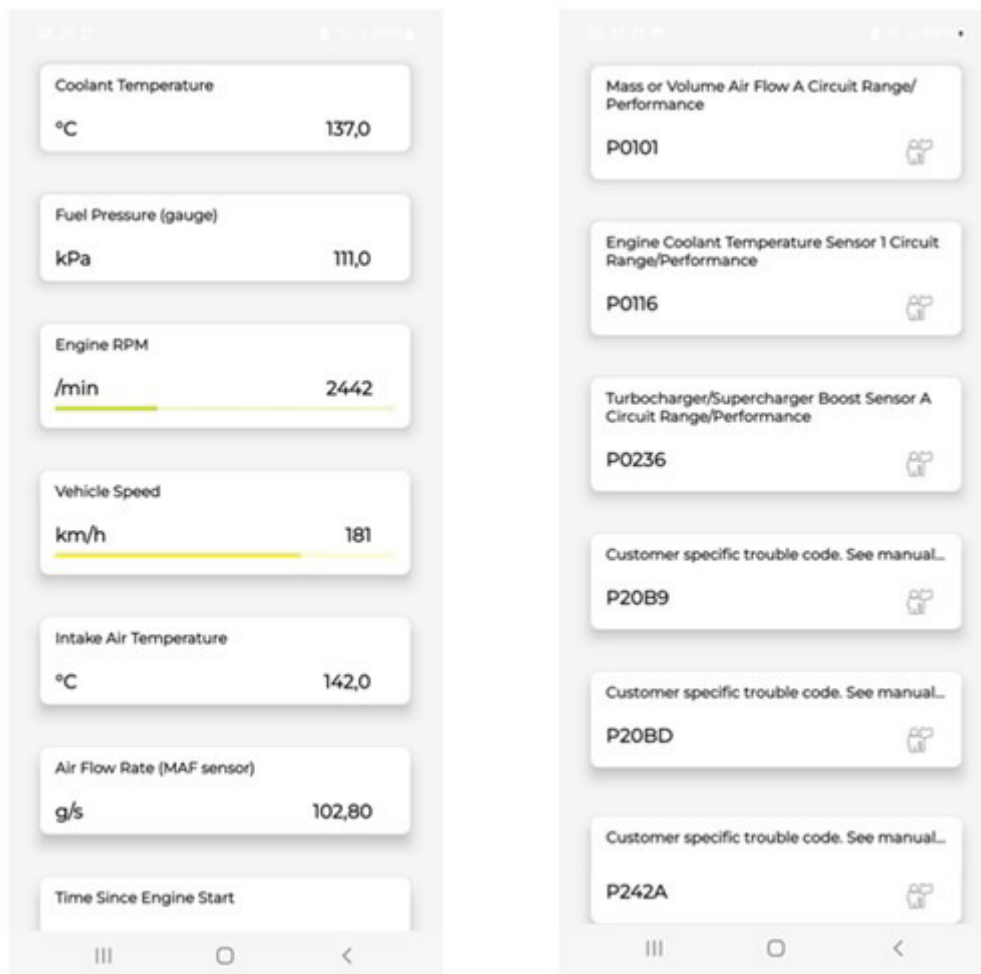 Coolant Temperature
°C 137,0
Fuel Pressure (gauge)
kPa 111,0
Engine RPM
/min 2442
Vehicle Speed
km/h 181
Intake Air Temperature
°C 142,0
Air Flow Rate (MAF sensor)
g/s 102,80
Time Since Engine Start
Mass or Volume Air Flow A Circuit Range/
Performance
P0101
Engine Coolant Temperature Sensor 1 Circuit
Range/Performance
P0116
Turbocharger/Supercharger Boost Sensor A
Circuit Range/Performance
P0236
Customer specific trouble code. See manual...
P20B9
Customer specific trouble code. See manual...
P20BD
Customer specific trouble code. See manual...
P242A